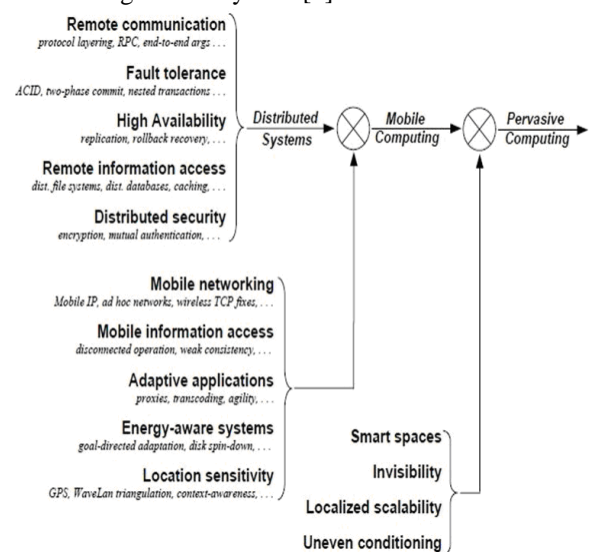 Remote communication
protocol layering, RPC, end-to-end args . . .
Fault tolerance
ACID, two-phase commit, nested transactions . . .
High Availability
replication, rollback recovery, . . .
Remote information access
dist. file systems, dist. databases, caching, . . .
Distributed security
encryption, mutual authentication, . . .
Distributed
Systems
Mobile
Computing
Pervasive
Computing
Mobile networking
Mobile IP, ad hoc networks, wireless TCP fixes, . . .
Mobile information access
disconnected operation, weak consistency, . . .
Adaptive applications
proxies, transcoding, agility, . . .
Energy-aware systems
goal-directed adaptation, disk spin-down, . . .
Location sensitivity
GPS, WaveLan triangulation, context-awareness, . . .
Smart spaces
Invisibility
Localized scalability
Uneven conditioning